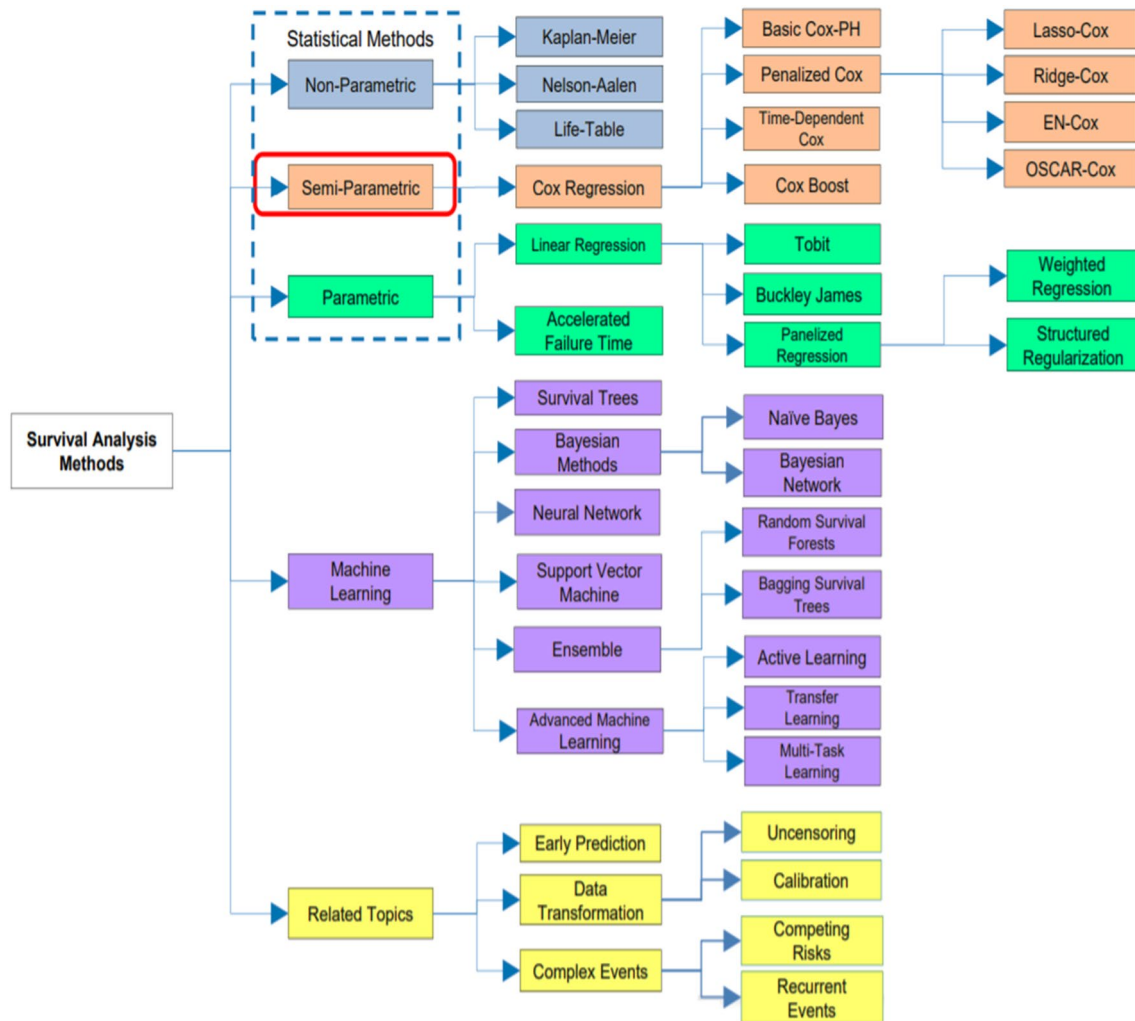 Statistical Methods
Non-Parametric
Semi-Parametric
Parametric
Kaplan-Meier
Nelson-Aalen
Life-Table
Cox Regression
Basic Cox-PH
Penalized Cox
Time-Dependent
Cox
Cox Boost
Lasso-Cox
Ridge-Cox
EN-Cox
OSCAR-Cox
Linear Regression
Accelerated
Failure Time
Tobit
Buckley James
Panelized
Regression
Weighted
Regression
Structured
Regularization
Survival Analysis
Methods
Machine
Learning
Survival Trees
Bayesian
Methods
Neural Network
Support Vector
Machine
Ensemble
Advanced Machine
Learning
Naïve Bayes
Bayesian
Network
Random Survival
Forests
Bagging Survival
Trees
Active Learning
Transfer
Learning
Multi-Task
Learning
Related Topics
Early Prediction
Data
Transformation
Complex Events
Uncensoring
Calibration
Competing
Risks
Recurrent
Events